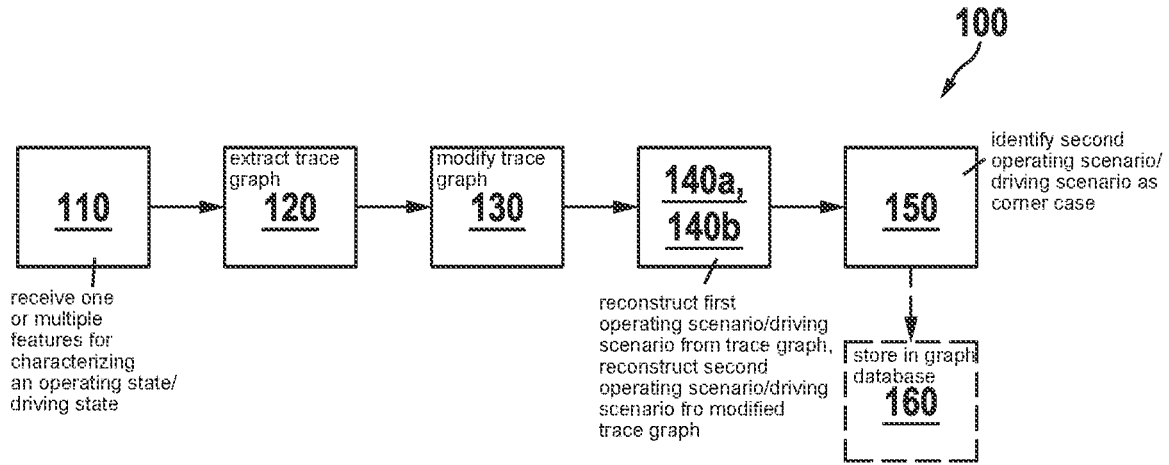 100
110
receive one
or multiple
features for
characterizing
an operating state/
driving state
extract trace
graph
120
modify trace
graph
130
140a,
140b
reconstruct first
operating scenario/driving
scenario from trace graph,
reconstruct second
operating scenario/driving
scenario fro modified
trace graph
150
identify second
operating scenario/
driving scenario as
corner case
store in graph
database
160